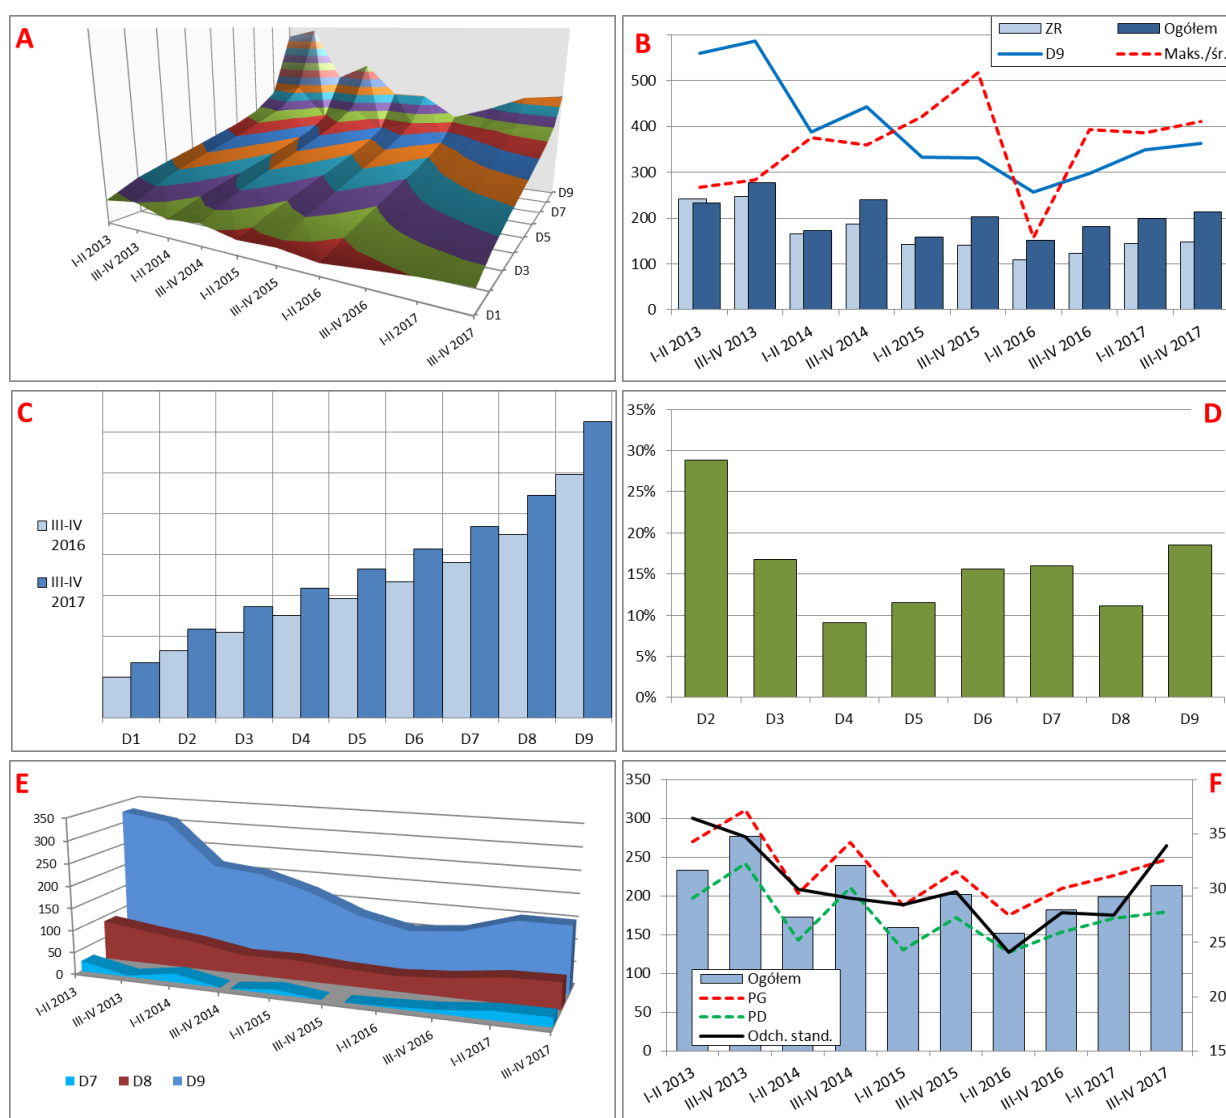 A
I-II 2013
III-IV 2013
I-II 2014
III-IV 2014
I-II 2015
III-IV 2015
I-II 2016
III-IV 2016
I-II 2017
III-IV 2017
D1
D3
D5
D7
D9
B
ZR
Ogółem
D9
Maks./śr.
500
400
300
200
100
0
I-II 2013
III-IV 2013
I-II 2014
III-IV 2014
I-II 2015
III-IV 2015
I-II 2016
III-IV 2016
I-II 2017
III-IV 2017
C
III-IV
2016
III-IV
2017
D1 D2 D3 D4 D5 D6 D7 D8 D9
D
35%
30%
25%
20%
15%
10%
5%
0%
D2 D3 D4 D5 D6 D7 D8 D9
E
350
300
250
200
150
100
50
0
I-II 2013
III-IV 2013
I-II 2014
III-IV 2014
I-II 2015
III-IV 2015
I-II 2016
III-IV 2016
I-II 2017
III-IV 2017
D7 D8 D9
F
350
300
250
200
150
100
50
0
35
30
25
20
15
Ogółem
PG
PD
Odch. stand.
I-II 2013
III-IV 2013
I-II 2014
III-IV 2014
I-II 2015
III-IV 2015
I-II 2016
III-IV 2016
I-II 2017
III-IV 2017